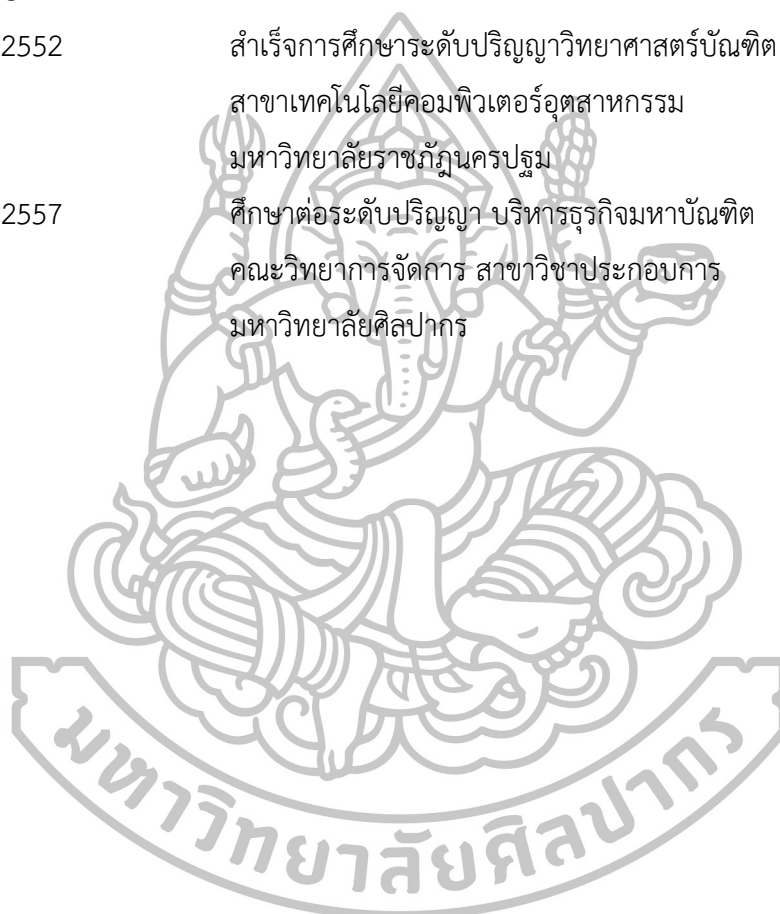 2552 สำเร็จการศึกษาระดับปริญญาวิทยาศาสตร์บัณฑิต
สาขาเทคโนโลยีคอมพิวเตอร์อุตสาหกรรม
มหาวิทยาลัยราชภัฏนครปฐม
2557 ศึกษาต่อระดับปริญญา บริหารธุรกิจมหาบัณฑิต
คณะวิทยาการจัดการ สาขาวิชาประกอบการ
มหาวิทยาลัยศิลปากร
มหาวิทยาลัยศิลปากร